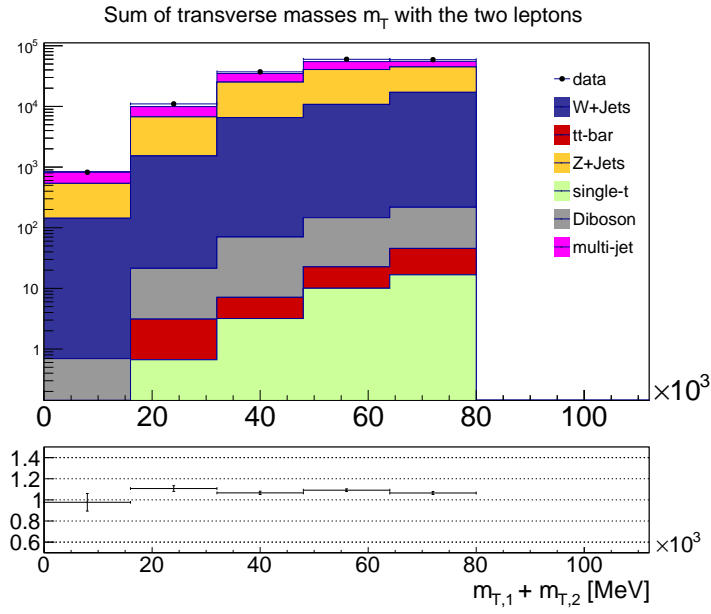 Sum of transverse masses m_T with the two leptons
10^5
10^4
10^3
10^2
10
1
data
W+Jets
tt-bar
Z+Jets
single-t
Diboson
multi-jet
0 20 40 60 80 100
×10^3
1.4
1.2
1
0.8
0.6
0 20 40 60 80 100
×10^3
m_T,1 + m_T,2 [MeV]